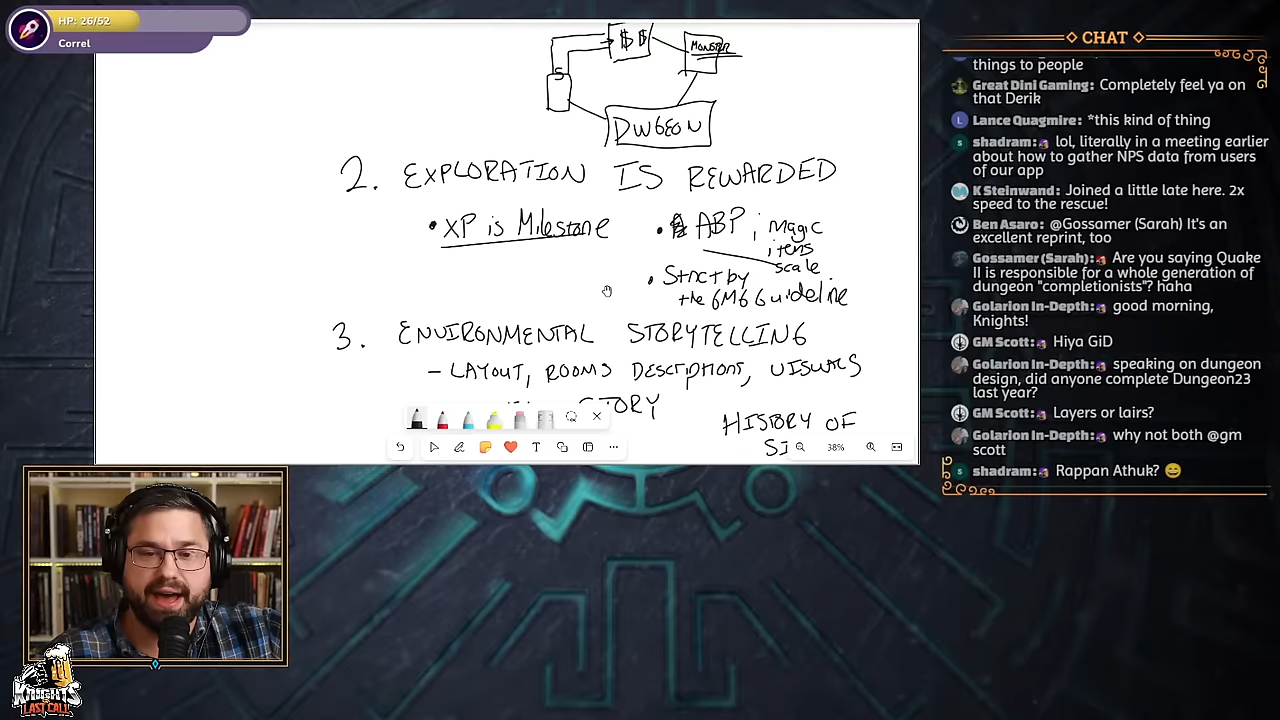 HP: 26/52
Correl
$$
MONSTER
S
DWGEON
2. EXPLORATION IS REWARDED
• XP is Milestone
• ABP ; Magic
items
scale.
• Strict by
the GMG Guideline
3. ENVIRONMENTAL STORYTELLING
- LAYOUT, ROOMS DESCRIPTIONS, VISUALS
STORY
HISTORY OF
38%
CHAT
things to people
Great Dini Gaming: Completely feel ya on
that Derik
Lance Quagmire: *this kind of thing
shadram: lol, literally in a meeting earlier
about how to gather NPS data from users
of our app
K Steinwand: Joined a little late here. 2x
speed to the rescue!
Ben Asaro: @Gossamer (Sarah) It's an
excellent reprint, too
Gossamer (Sarah): Are you saying Quake
II is responsible for a whole generation of
dungeon "completionists"? haha
Golarion In-Depth: good morning,
Knights!
GM Scott: Hiya GiD
Golarion In-Depth: speaking on dungeon
design, did anyone complete Dungeon23
last year?
GM Scott: Layers or lairs?
Golarion In-Depth: why not both @gm
scott
shadram: Rappan Athuk? 😄
KNIGHTS
LAST CALL